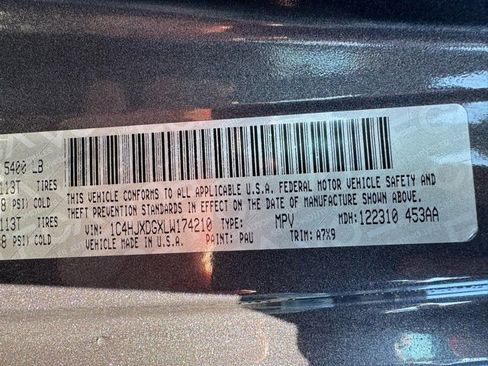 5400 LB
113T TIRES
8 PSI/ COLD
113T TIRES
8 PSI/ COLD
THIS VEHICLE CONFORMS TO ALL APPLICABLE U.S.A. FEDERAL MOTOR VEHICLE SAFETY AND
THEFT PREVENTION STANDARDS IN EFFECT ON THE DATE OF MANUFACTURE SHOWN ABOVE.
VIN: 1C4HJXDGXLW174210 TYPE: MPV MDH: 122310 453AA
VEHICLE MADE IN U.S.A. PAINT: PAU TRIM: A7X9